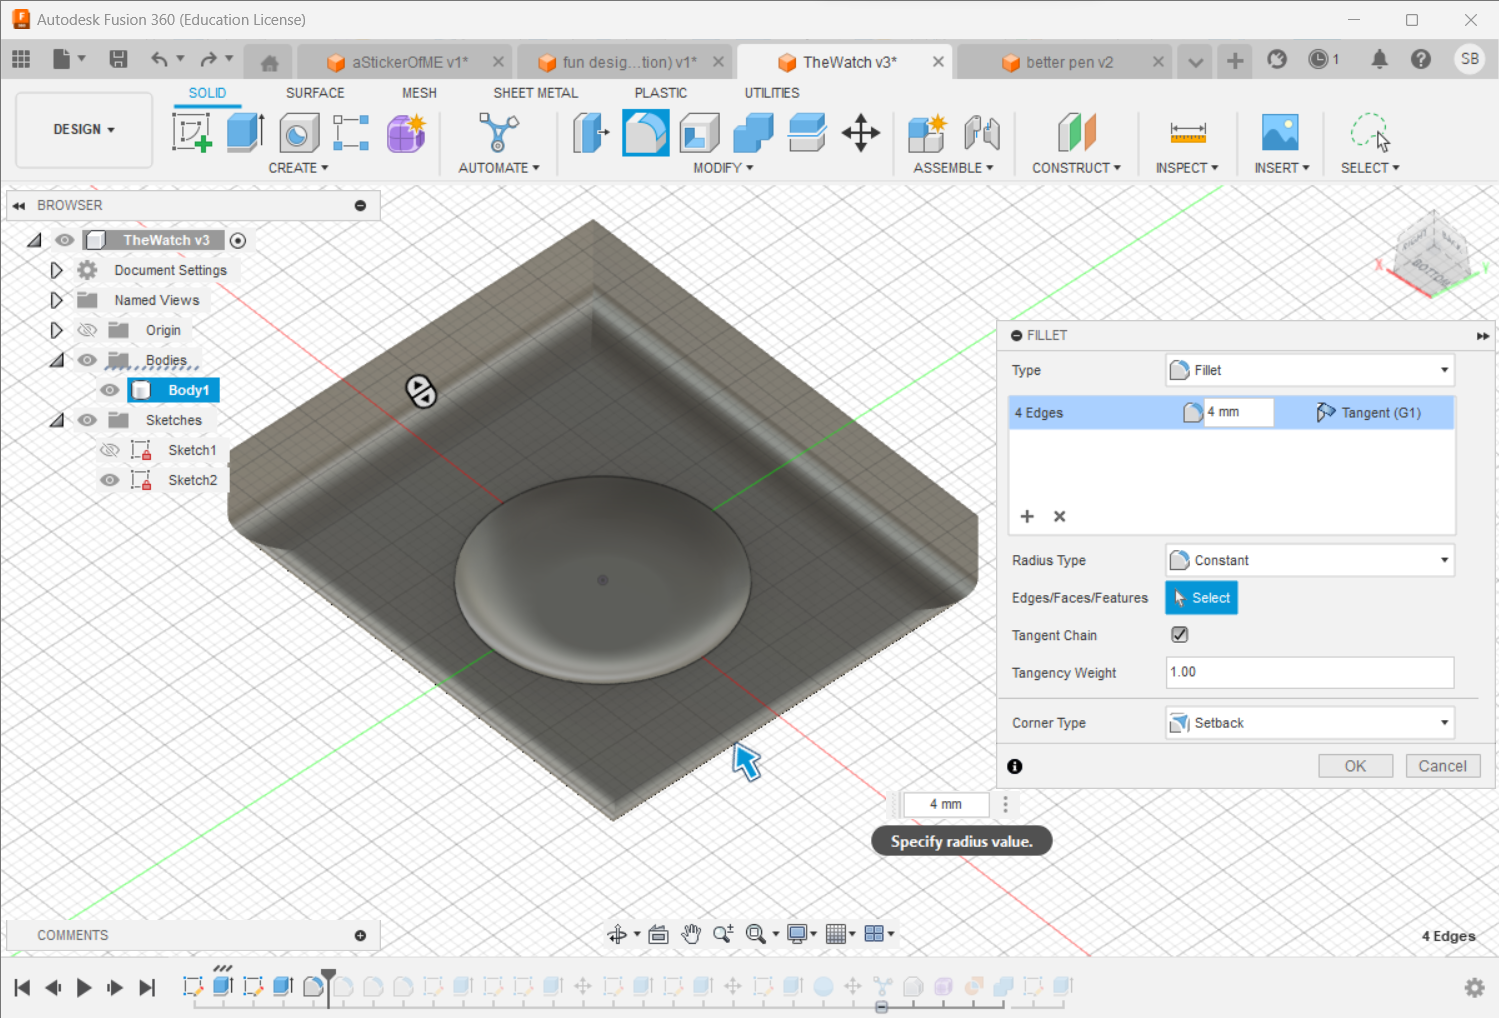 Autodesk Fusion 360 (Education License)
aStickerOfME v1*
fun desig...tion) v1*
TheWatch v3*
better pen v2
1
SB
DESIGN
SOLID
SURFACE
MESH
SHEET METAL
PLASTIC
UTILITIES
CREATE
AUTOMATE
MODIFY
ASSEMBLE
CONSTRUCT
INSPECT
INSERT
SELECT
BROWSER
TheWatch v3
Document Settings
Named Views
Origin
Bodies
Body1
Sketches
Sketch1
Sketch2
RIGHT
BACK
BOTTOM
X
Y
FILLET
Type
Fillet
4 Edges
4 mm
Tangent (G1)
Radius Type
Constant
Edges/Faces/Features
Select
Tangent Chain
Tangency Weight
1.00
Corner Type
Setback
OK
Cancel
4 mm
Specify radius value.
COMMENTS
4 Edges